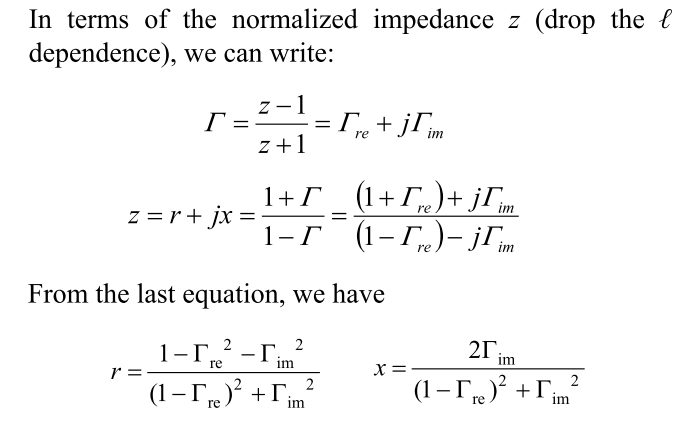 In terms of the normalized impedance z (drop the ℓ
dependence), we can write:
Γ = (z − 1)/(z + 1) = Γ_re + jΓ_im
z = r + jx = (1 + Γ)/(1 − Γ) = ((1 + Γ_re) + jΓ_im)/((1 − Γ_re) − jΓ_im)
From the last equation, we have
r = (1 − Γ_re² − Γ_im²)/((1 − Γ_re)² + Γ_im²) x = 2Γ_im/((1 − Γ_re)² + Γ_im²)